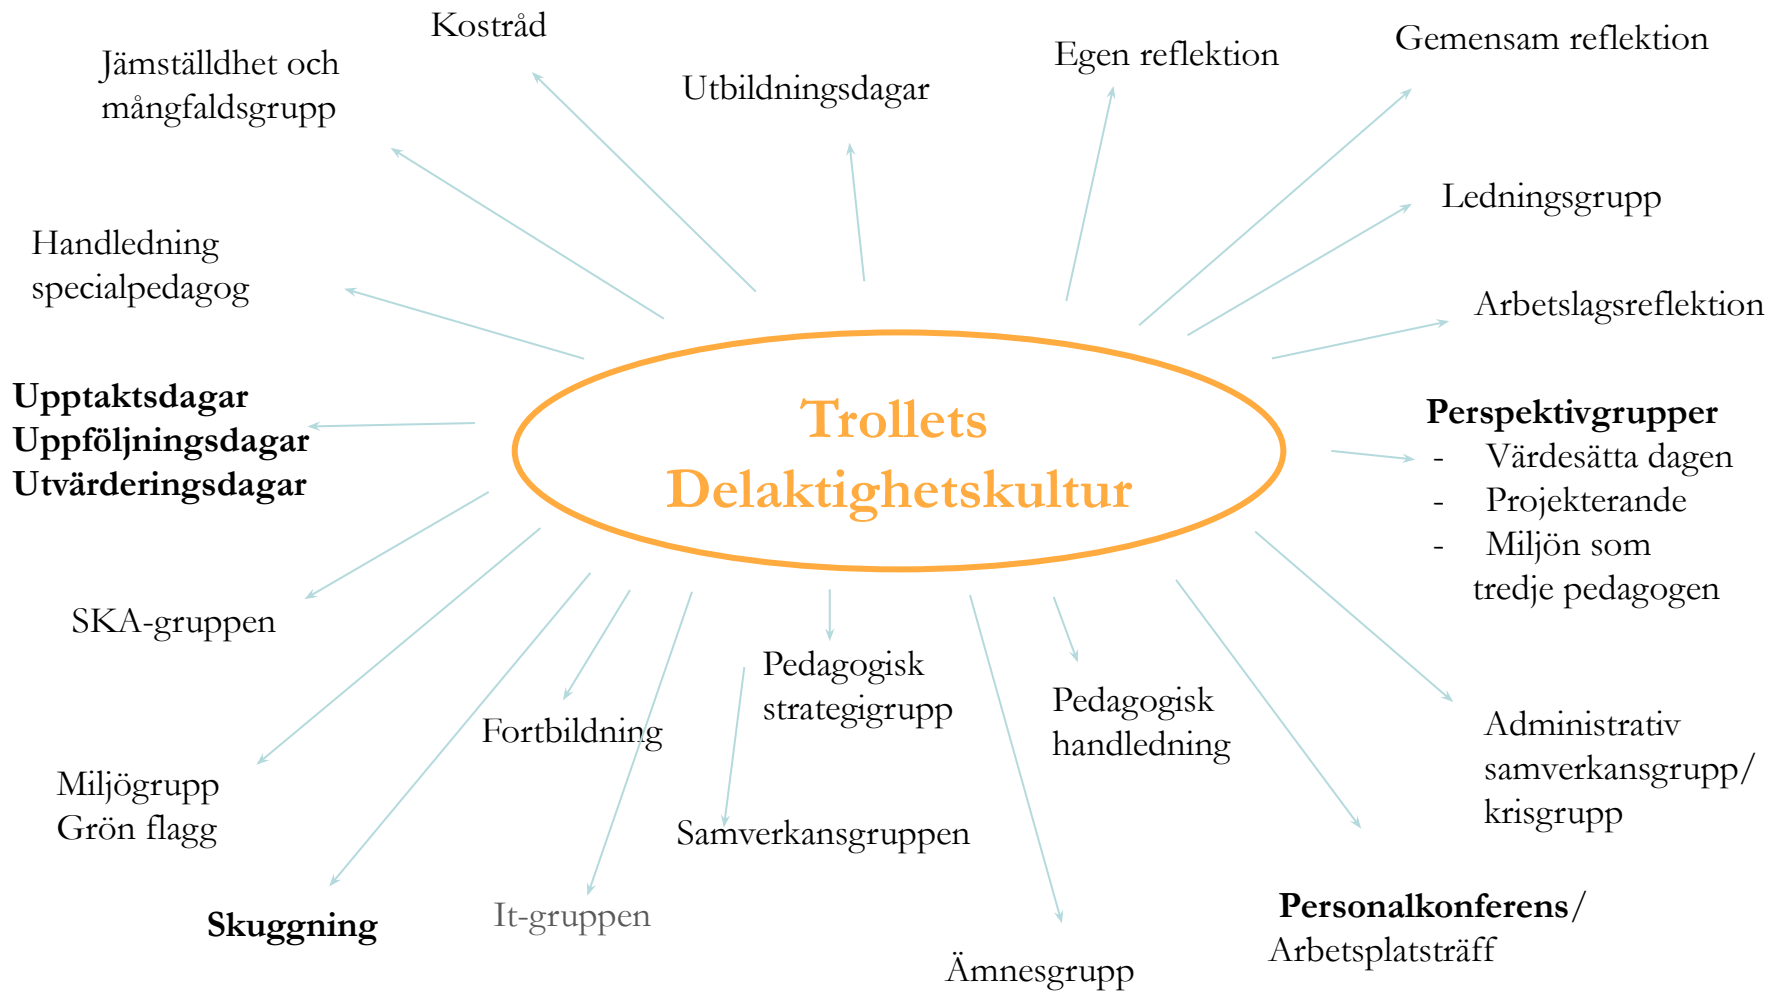 Kostråd
Jämställdhet och
mångfaldsgrupp
Utbildningsdagar
Egen reflektion
Gemensam reflektion
Ledningsgrupp
Handledning
specialpedagog
Arbetslagsreflektion
Upptaktsdagar
Uppföljningsdagar
Utvärderingsdagar
Trollets
Delaktighetskultur
Perspektivgrupper
- Värdesätta dagen
- Projekterande
- Miljön som
tredje pedagogen
SKA-gruppen
Miljögrupp
Grön flagg
Fortbildning
Pedagogisk
strategigrupp
Pedagogisk
handledning
Administrativ
samverkansgrupp/
krisgrupp
Samverkansgruppen
Skuggning
It-gruppen
Ämnesgrupp
Personalkonferens/
Arbetsplatsträff